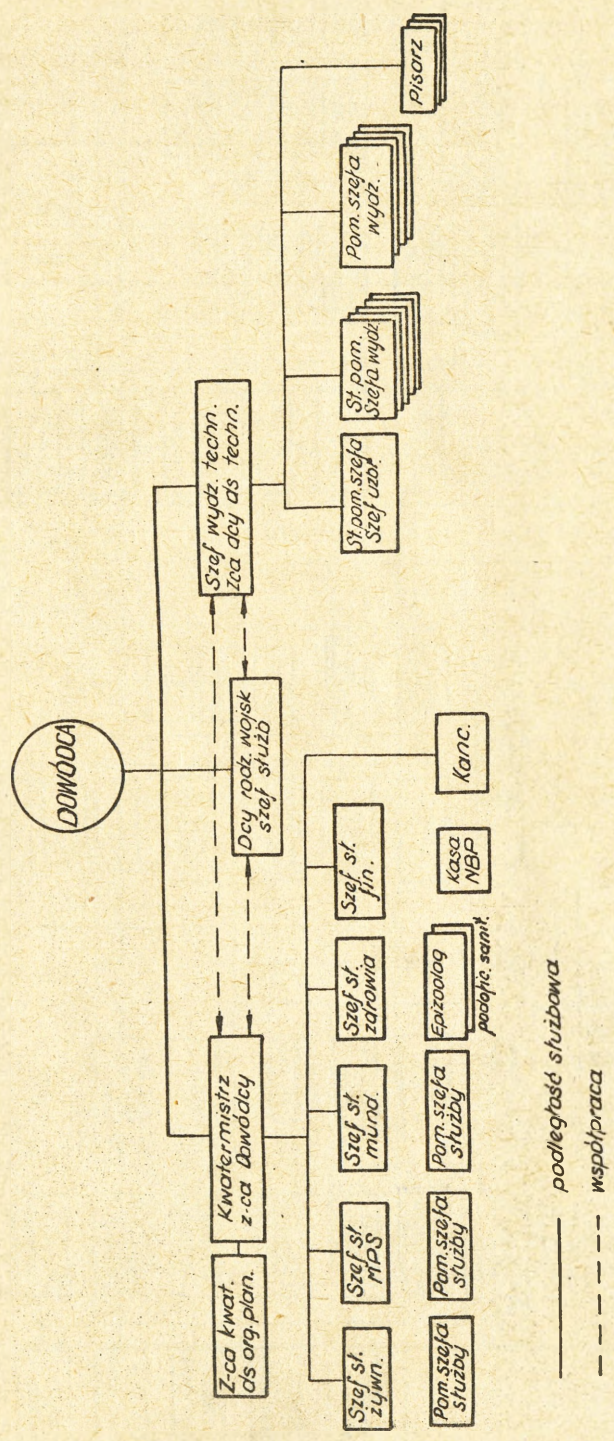 DOWÓDCA
Kwatermistrz
z-ca Dowódcy
Szef wydz. techn.
Zca dcy ds techn.
Z-ca kwat.
ds org. plan.
Dcy rodz. wojsk
szef służb
Szef sł.
żywn.
Szef sł.
MPS
Szef sł.
mund.
Szef sł.
zdrowia
Szef sł.
fin.
Kanc.
St. pom. szefa
Szef uzbr.
St. pom.
Szefa wydz
Pom. szefa
wydz.
Pisarz
Pom. szefa
służby
Pom. szefa
służby
Pom. szefa
służby
Epizoolog
podofic. sanit.
Kasa
NBP
podległość służbowa
współpraca